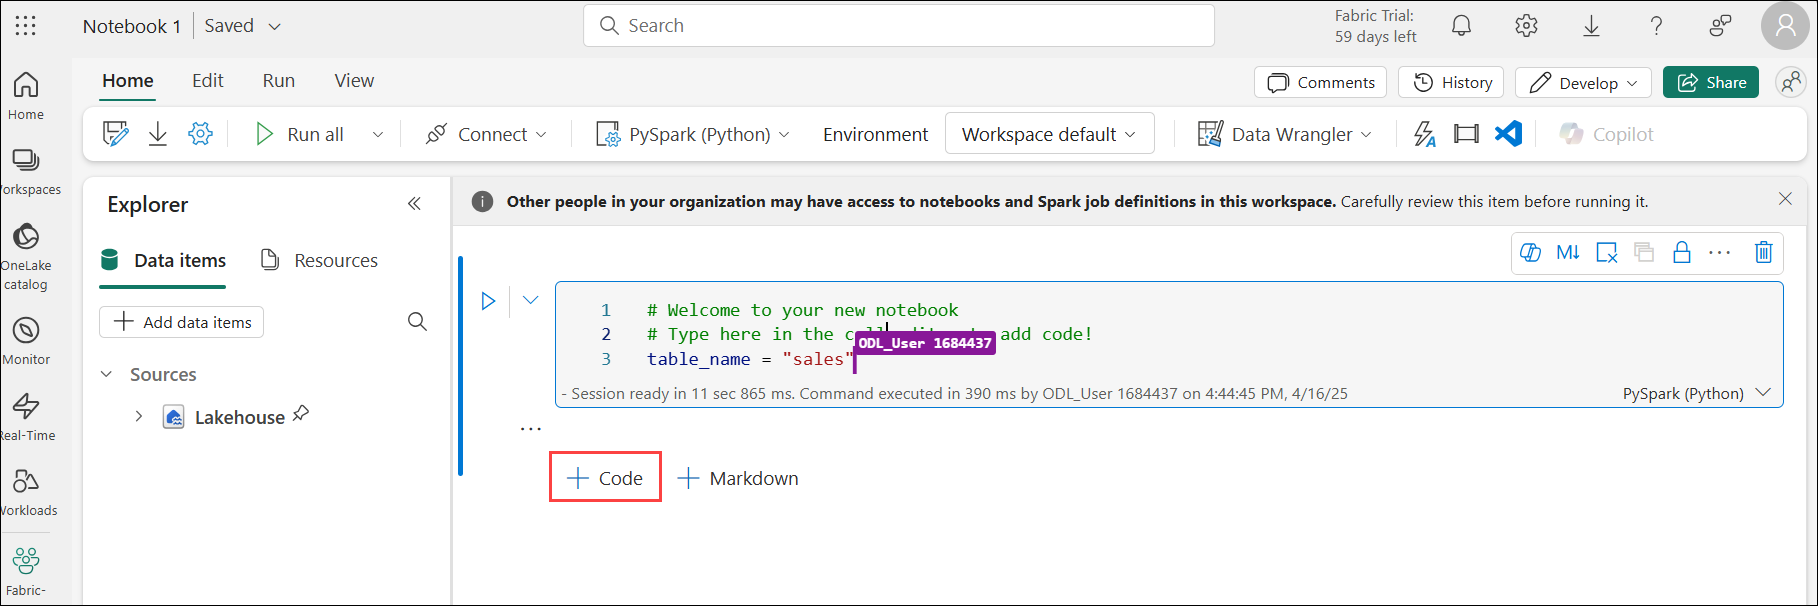 Notebook 1 Saved
Search
Fabric Trial:
59 days left
Home Edit Run View
Comments History Develop Share
Run all Connect PySpark (Python) Environment Workspace default Data Wrangler Copilot
Home
orkspaces
OneLake
catalog
Monitor
Real-Time
Workloads
Fabric-
Explorer
Data items Resources
Add data items
Sources
Lakehouse
Other people in your organization may have access to notebooks and Spark job definitions in this workspace. Carefully review this item before running it.
M↓
1 # Welcome to your new notebook
2 # Type here in the add code!
ODL_User 1684437
3 table_name = "sales"
- Session ready in 11 sec 865 ms. Command executed in 390 ms by ODL_User 1684437 on 4:44:45 PM, 4/16/25
PySpark (Python)
...
+ Code + Markdown